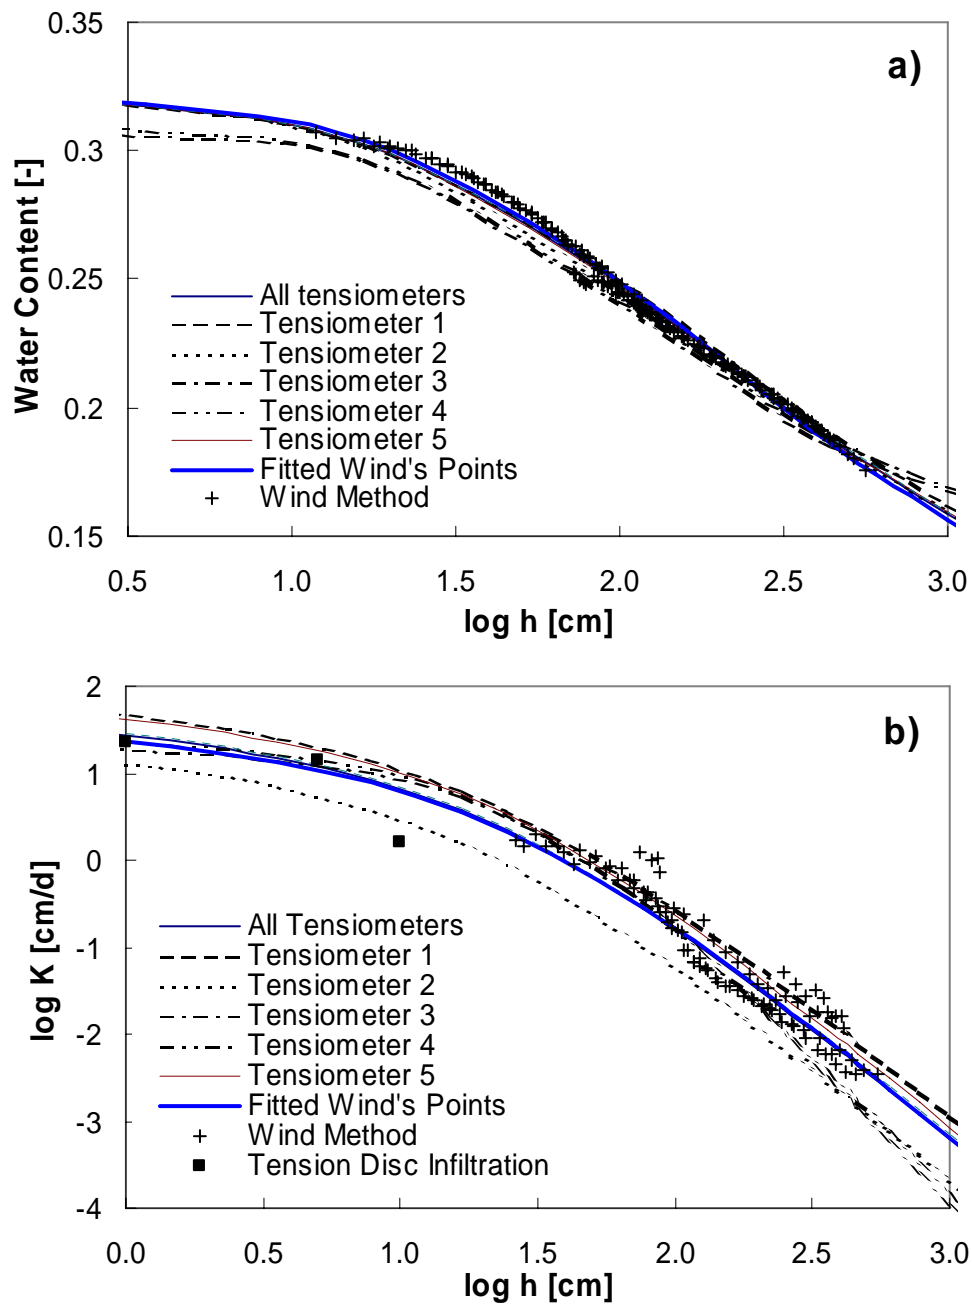 0.35
a)
0.3
Water Content [-]
0.25
All tensiometers
Tensiometer 1
Tensiometer 2
Tensiometer 3
Tensiometer 4
Tensiometer 5
Fitted Wind's Points
Wind Method
0.2
0.15
0.5 1.0 1.5 2.0 2.5 3.0
log h [cm]
2
b)
1
0
log K [cm/d]
All Tensiometers
-1
Tensiometer 1
Tensiometer 2
Tensiometer 3
-2
Tensiometer 4
Tensiometer 5
Fitted Wind's Points
-3
Wind Method
Tension Disc Infiltration
-4
0.0 0.5 1.0 1.5 2.0 2.5 3.0
log h [cm]